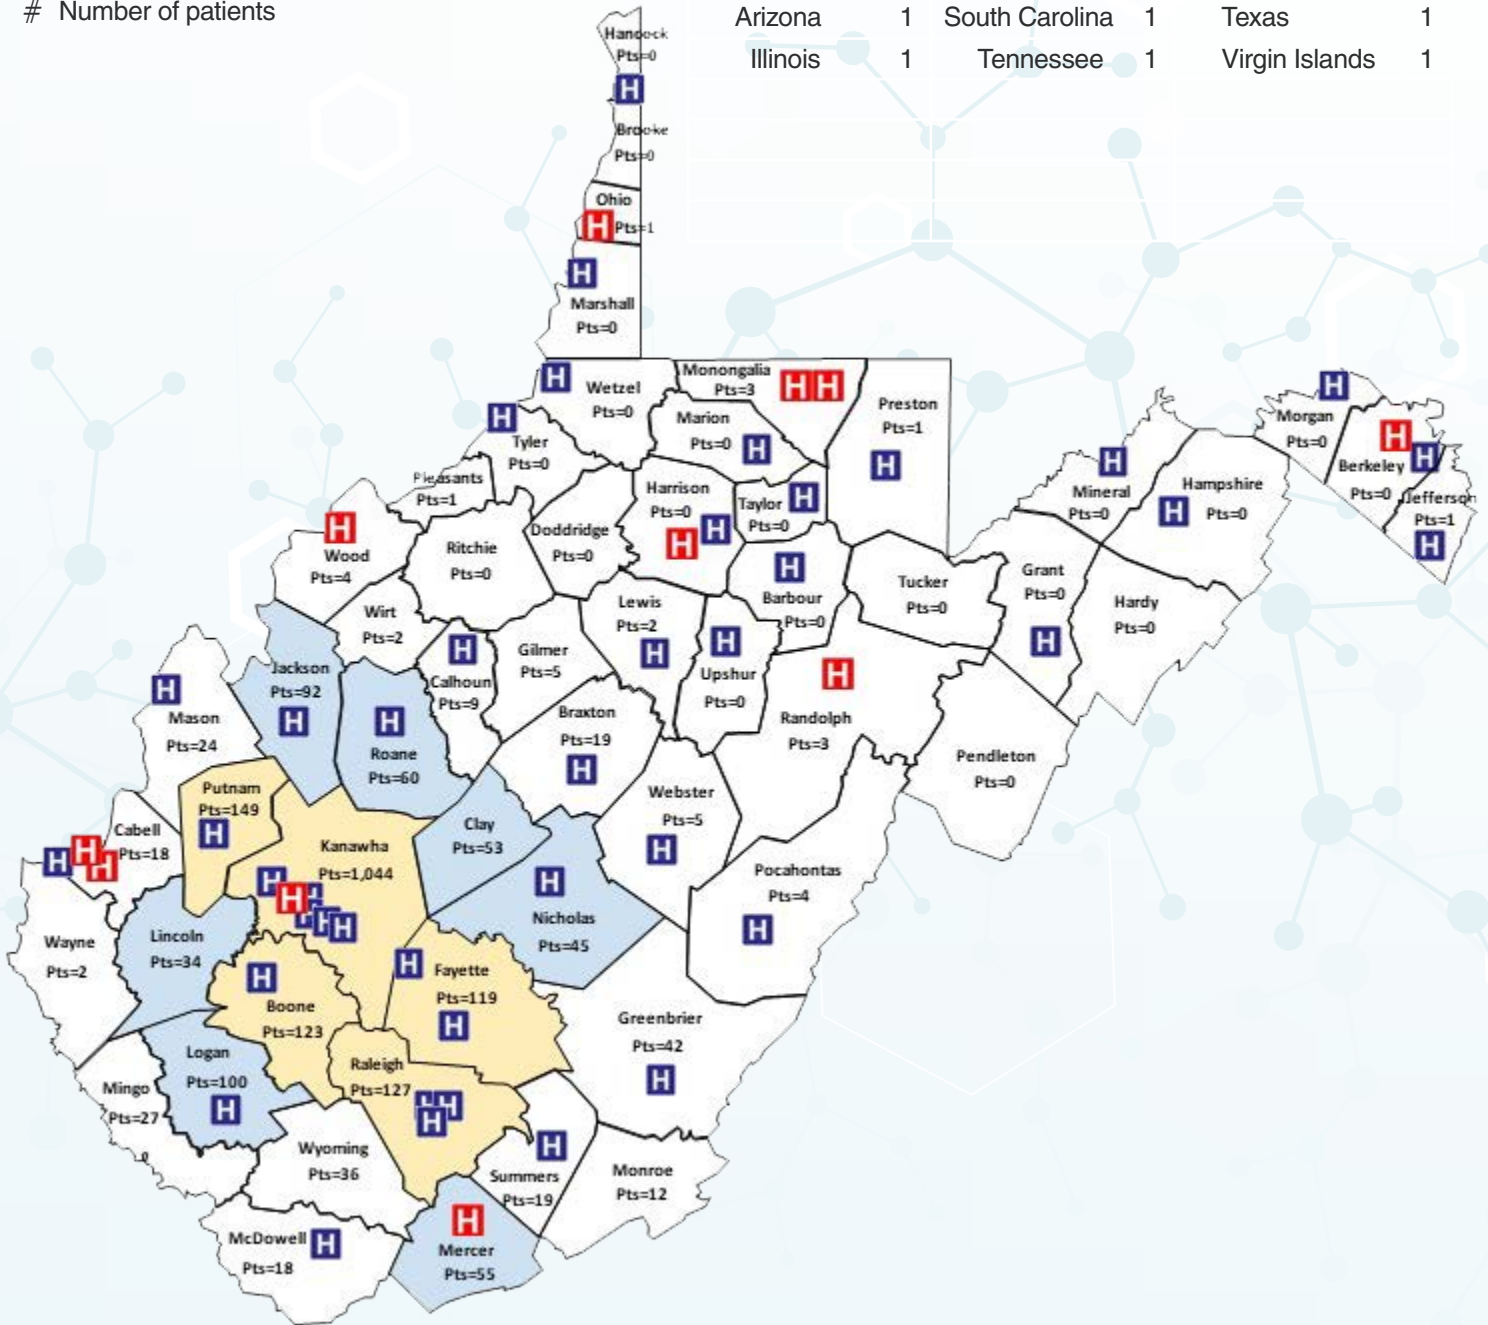 # Number of patients
Arizona 1 South Carolina 1 Texas 1
Illinois 1 Tennessee 1 Virgin Islands 1
Hancock
Pts=0
H
Brooke
Pts=0
Ohio
H Pts=1
H
Marshall
Pts=0
H
Wetzel
Pts=0
Monongalia
Pts=3
H H
Preston
Pts=1
H
Marion
Pts=0
H
H
Tyler
Pts=0
Pleasants
Pts=1
H
Wood
Pts=4
Ritchie
Pts=0
Doddridge
Pts=0
Harrison
Pts=0
H
H
Taylor
Pts=0
H
H
Barbour
Pts=0
Tucker
Pts=0
H
Mineral
Pts=0
Hampshire
Pts=0
H
H
Morgan
Pts=0
H
H
Berkeley
Pts=0
Jefferson
Pts=1
H
Grant
Pts=0
H
Hardy
Pts=0
Wirt
Pts=2
H
Calhoun
Pts=9
Gilmer
Pts=5
Lewis
Pts=2
H
H
Upshur
Pts=0
H
Randolph
Pts=3
Pendleton
Pts=0
Jackson
Pts=92
H
H
Roane
Pts=60
H
Mason
Pts=24
Braxton
Pts=19
H
Webster
Pts=5
H
Putnam
Pts=149
H
Cabell
Pts=18
H H H
Kanawha
Pts=1,044
H H H H H H
Clay
Pts=53
H
Nicholas
Pts=45
Pocahontas
Pts=4
H
Wayne
Pts=2
Lincoln
Pts=34
H
Boone
Pts=123
H
Fayette
Pts=119
H
Greenbrier
Pts=42
H
Logan
Pts=100
H
Raleigh
Pts=127
H H
H
Mingo
Pts=27
0
Wyoming
Pts=36
H
Summers
Pts=19
Monroe
Pts=12
McDowell H
Pts=18
H
Mercer
Pts=55